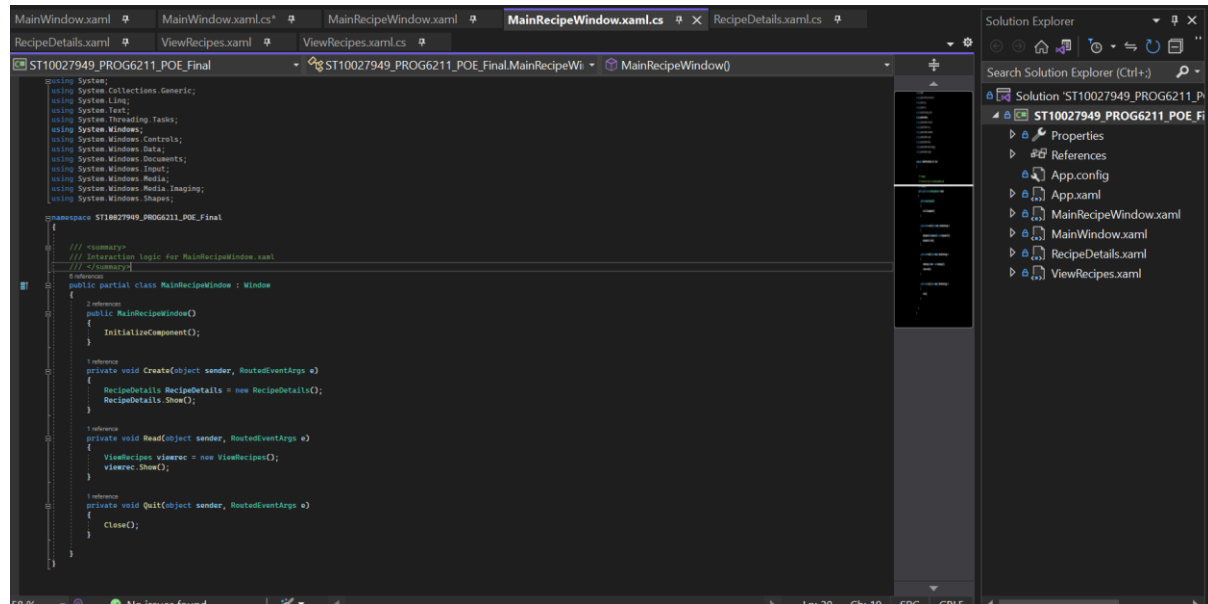 MainWindow.xaml
MainWindow.xaml.cs*
MainRecipeWindow.xaml
MainRecipeWindow.xaml.cs
RecipeDetails.xaml.cs
RecipeDetails.xaml
ViewRecipes.xaml
ViewRecipes.xaml.cs
ST10027949_PROG6211_POE_Final
ST10027949_PROG6211_POE_Final.MainRecipeWi
MainRecipeWindow()
using System;
using System.Collections.Generic;
using System.Linq;
using System.Text;
using System.Threading.Tasks;
using System.Windows;
using System.Windows.Controls;
using System.Windows.Data;
using System.Windows.Documents;
using System.Windows.Input;
using System.Windows.Media;
using System.Windows.Media.Imaging;
using System.Windows.Shapes;
namespace ST10027949_PROG6211_POE_Final
{
/// <summary>
/// Interaction logic for MainRecipeWindow.xaml
/// </summary>
6 references
public partial class MainRecipeWindow : Window
{
2 references
public MainRecipeWindow()
{
InitializeComponent();
}
1 reference
private void Create(object sender, RoutedEventArgs e)
{
RecipeDetails RecipeDetails = new RecipeDetails();
RecipeDetails.Show();
}
1 reference
private void Read(object sender, RoutedEventArgs e)
{
ViewRecipes viewrec = new ViewRecipes();
viewrec.Show();
}
1 reference
private void Quit(object sender, RoutedEventArgs e)
{
Close();
}
}
}
No issues found
Solution Explorer
Search Solution Explorer (Ctrl+;)
Solution 'ST10027949_PROG6211_P
ST10027949_PROG6211_POE_Fi
Properties
References
App.config
App.xaml
MainRecipeWindow.xaml
MainWindow.xaml
RecipeDetails.xaml
ViewRecipes.xaml